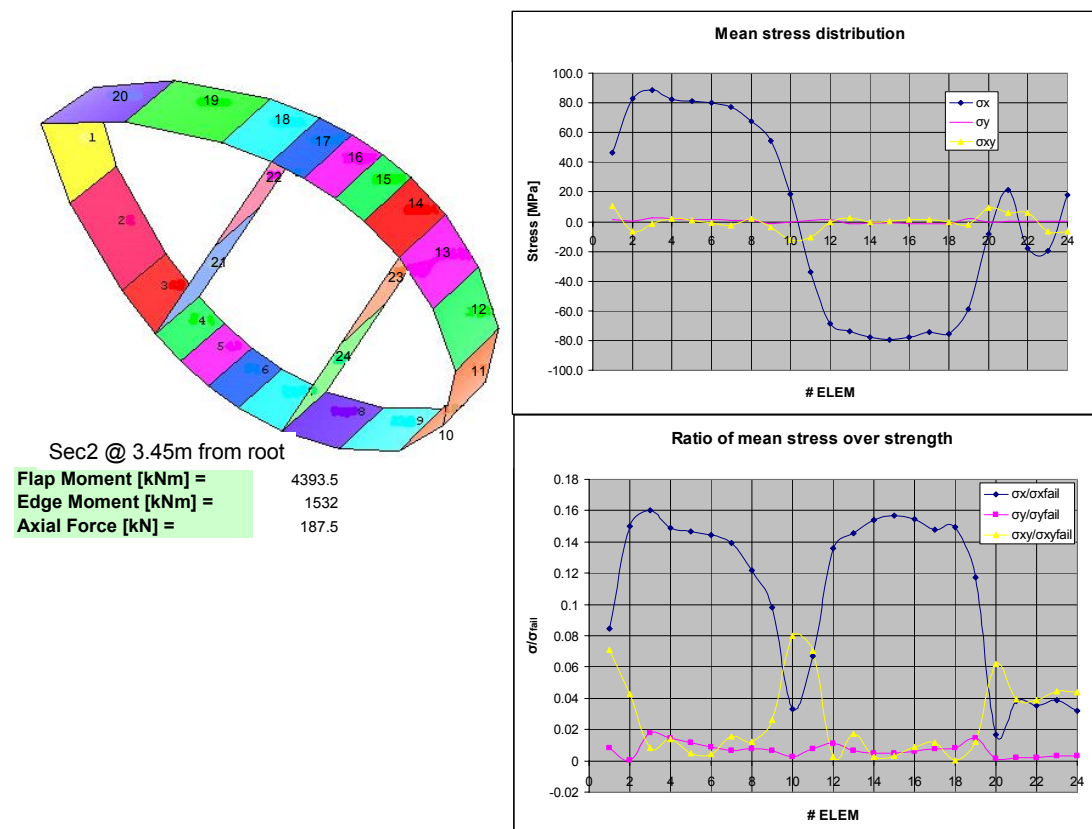 20
19
18
17
16
15
14
13
12
11
10
9
8
6
5
4
3
2
1
22
21
23
24
Sec2 @ 3.45m from root
Flap Moment [kNm] = 4393.5
Edge Moment [kNm] = 1532
Axial Force [kN] = 187.5
Mean stress distribution
100.0
80.0
60.0
40.0
20.0
0.0
-20.0
-40.0
-60.0
-80.0
-100.0
Stress [MPa]
0 2 4 6 8 10 12 14 16 18 20 22 24
# ELEM
σx
σy
σxy
Ratio of mean stress over strength
0.18
0.16
0.14
0.12
0.1
0.08
0.06
0.04
0.02
0
-0.02
σ/σfail
0 2 4 6 8 10 12 14 16 18 20 22 24
# ELEM
σx/σxfail
σy/σyfail
σxy/σxyfail